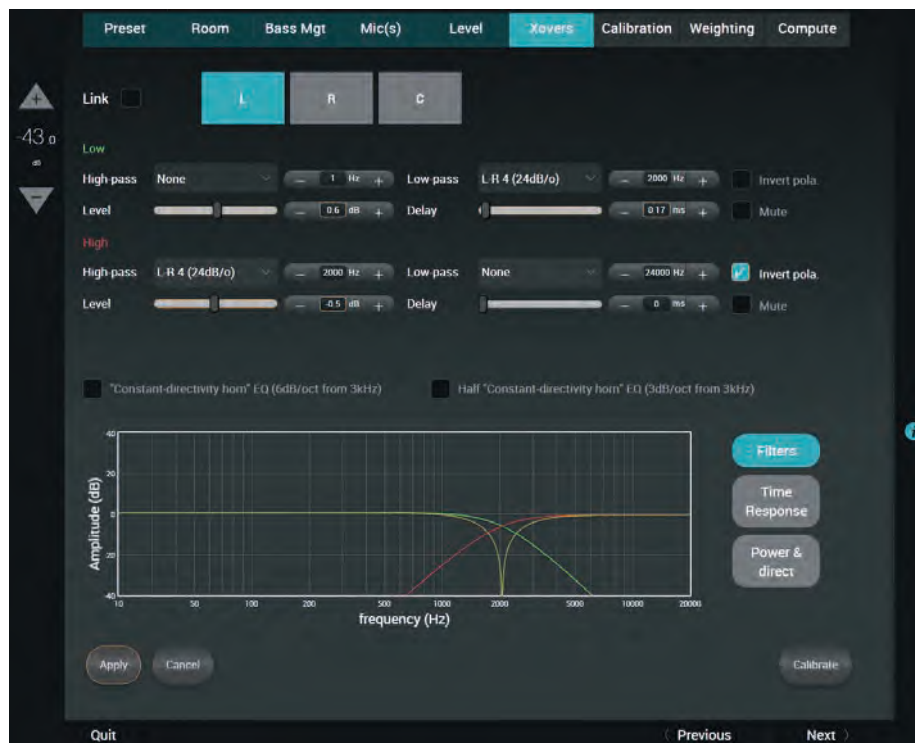 Preset Room Bass Mgt Mic(s) Level Xovers Calibration Weighting Compute
Link L R C
-43.0
dB
Low
High-pass None − 1 Hz + Low-pass L-R 4 (24dB/o) − 2000 Hz + Invert pola.
Level − 0.6 dB + Delay − 0.17 ms + Mute
High
High-pass L-R 4 (24dB/o) − 2000 Hz + Low-pass None − 24000 Hz + Invert pola.
Level − -0.5 dB + Delay − 0 ms + Mute
"Constant-directivity horn" EQ (6dB/oct from 3kHz) Half "Constant-directivity horn" EQ (3dB/oct from 3kHz)
40
20
0
-20
-40
Amplitude (dB)
10 50 100 200 500 1000 2000 5000 10000 20000
frequency (Hz)
Filters
Time
Response
Power &
direct
Apply Cancel Calibrate
Quit Previous Next